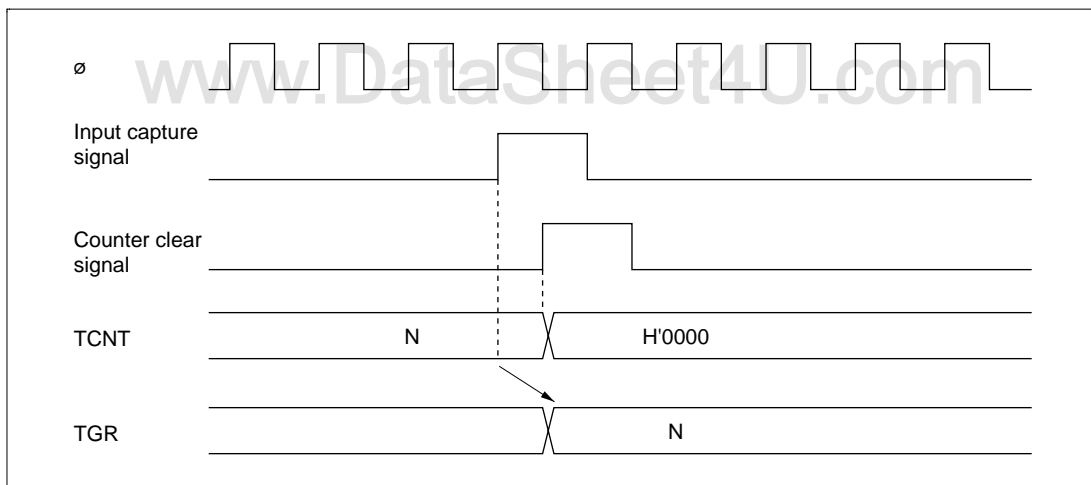 www.DataSheet4U.com
ø
Input capture
signal
Counter clear
signal
TCNT
N
H'0000
TGR
N